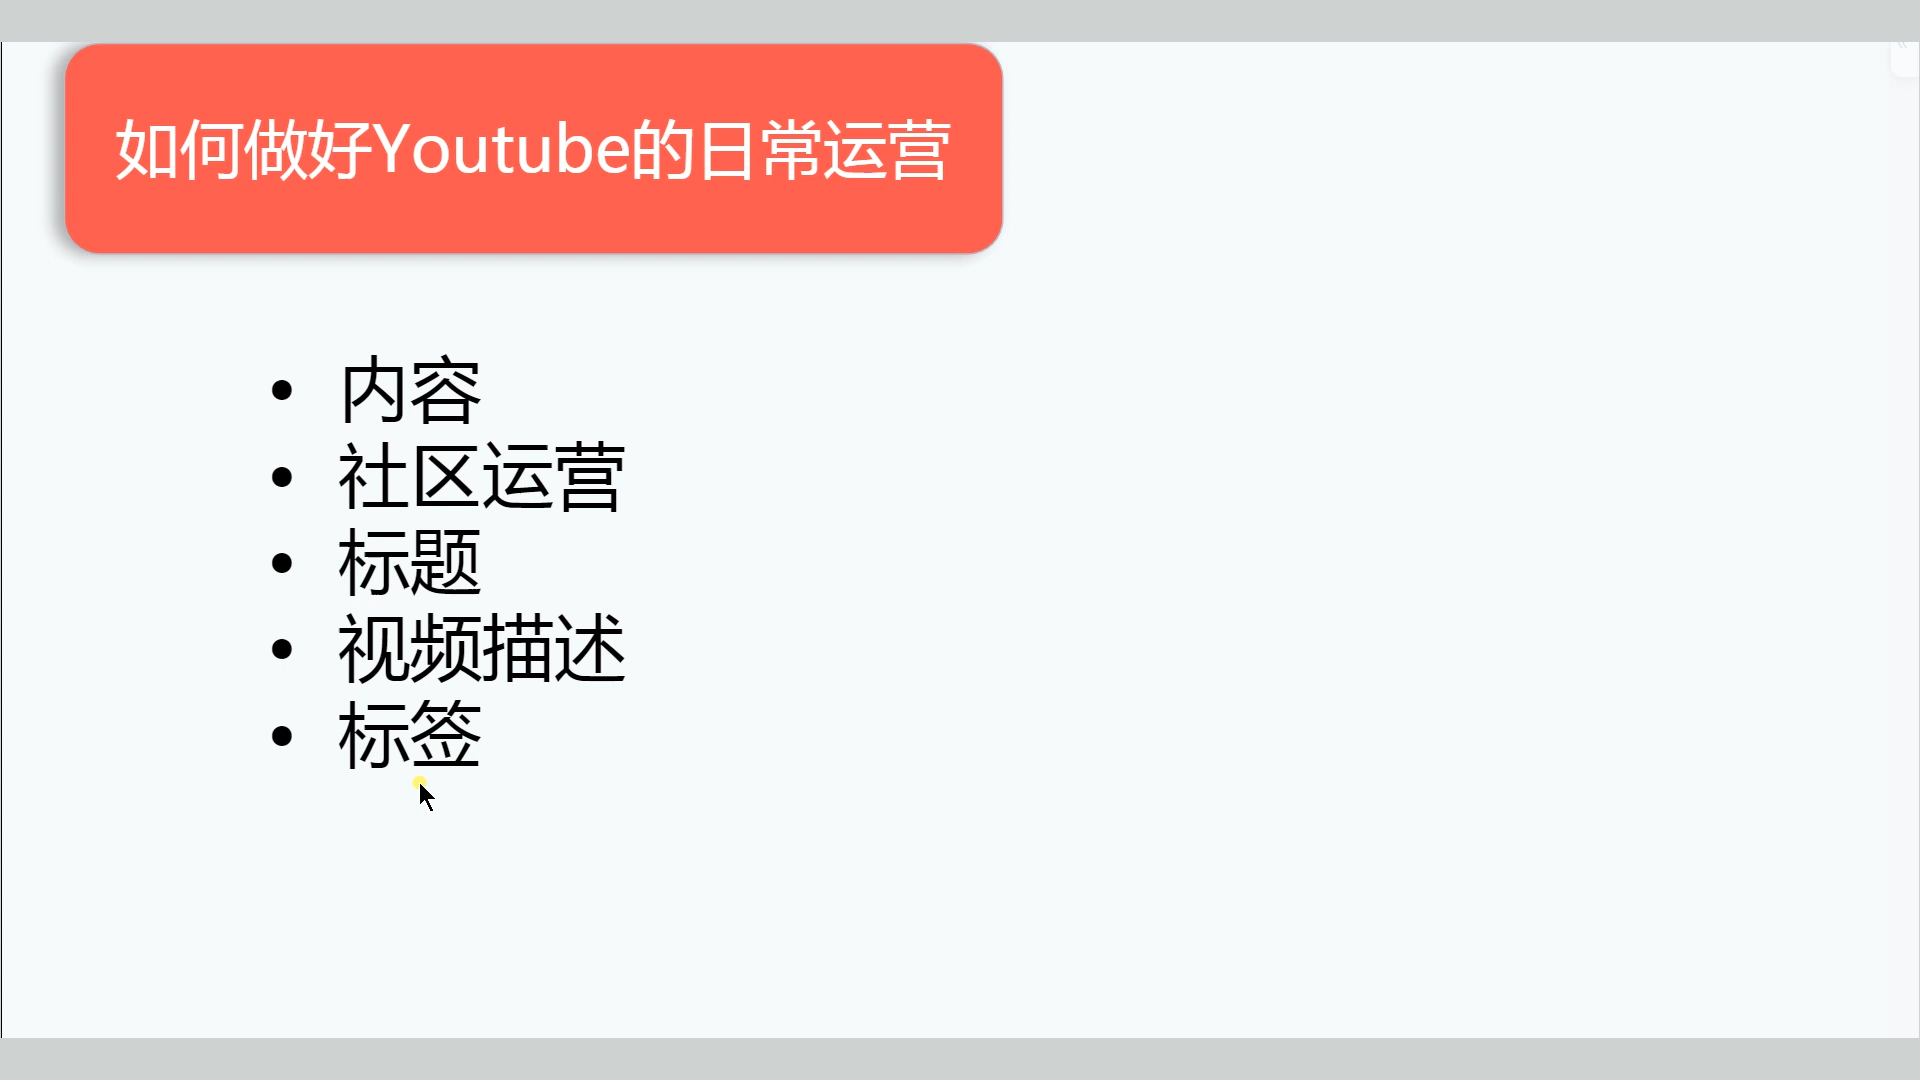 如何做好Youtube的日常运营
• 内容
• 社区运营
• 标题
• 视频描述
• 标签